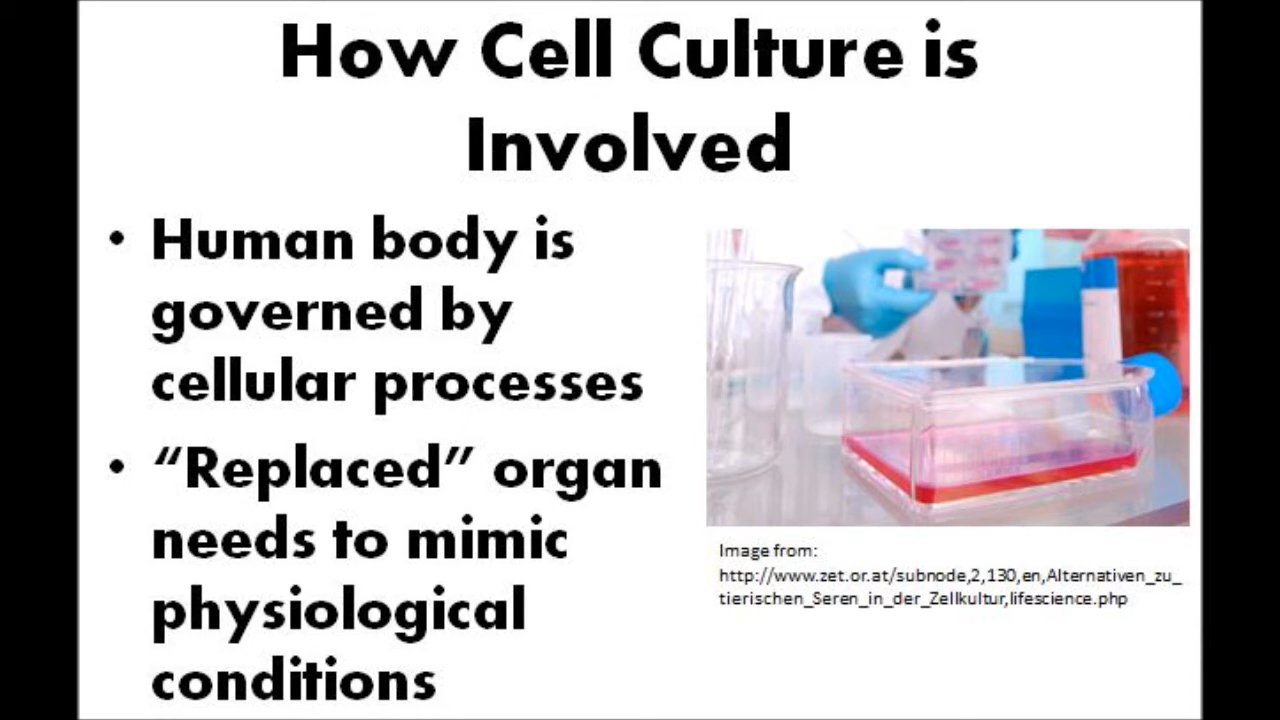 How Cell Culture is
Involved
• Human body is
governed by
cellular processes
• “Replaced” organ
needs to mimic
physiological
conditions
Image from:
http://www.zet.or.at/subnode,2,130,en,Alternativen_zu_
tierischen_Seren_in_der_Zellkultur,lifescience.php